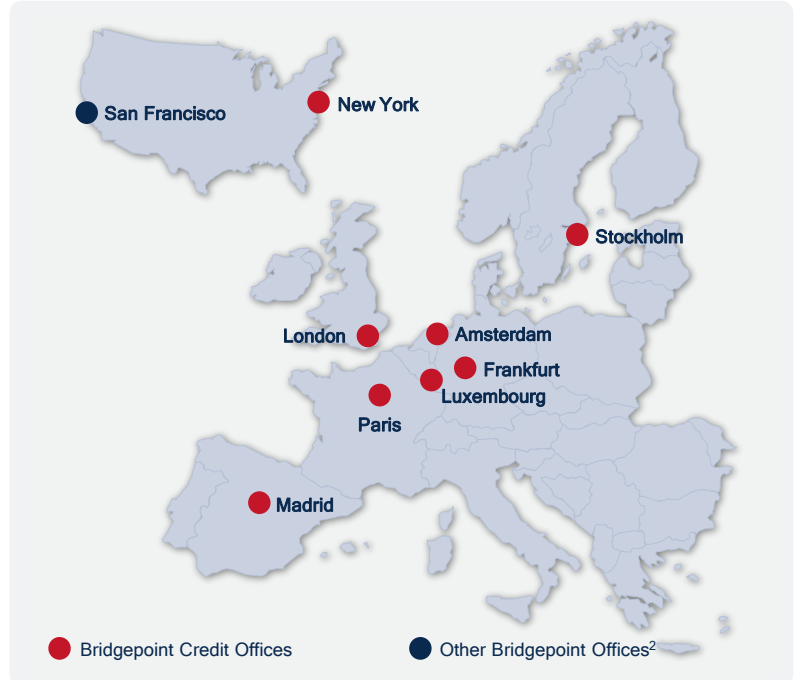 New York
San Francisco
Stockholm
London
Amsterdam
Frankfurt
Luxembourg
Paris
Madrid
Bridgepoint Credit Offices
Other Bridgepoint Offices²